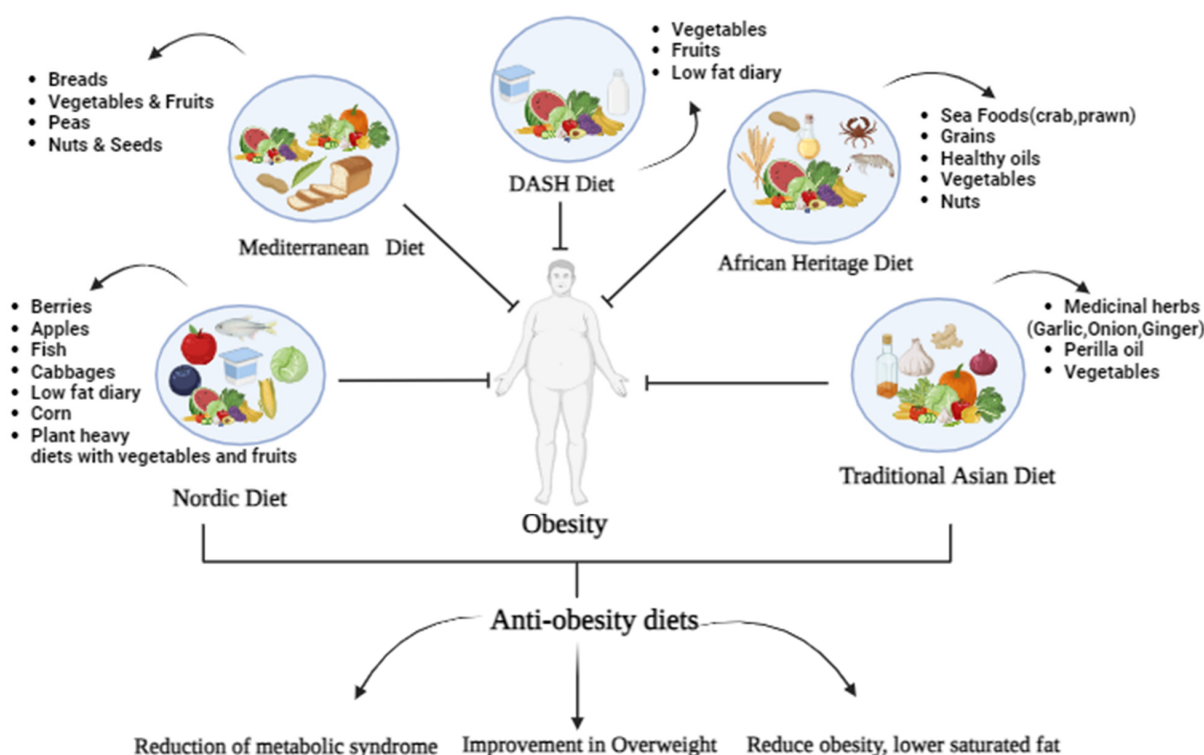 • Breads
• Vegetables & Fruits
• Peas
• Nuts & Seeds
Mediterranean Diet
• Vegetables
• Fruits
• Low fat diary
DASH Diet
• Sea Foods(crab,prawn)
• Grains
• Healthy oils
• Vegetables
• Nuts
African Heritage Diet
• Berries
• Apples
• Fish
• Cabbages
• Low fat diary
• Corn
• Plant heavy
diets with vegetables and fruits
Nordic Diet
• Medicinal herbs
(Garlic,Onion,Ginger)
• Perilla oil
• Vegetables
Traditional Asian Diet
Obesity
Anti-obesity diets
Reduction of metabolic syndrome
Improvement in Overweight
Reduce obesity, lower saturated fat